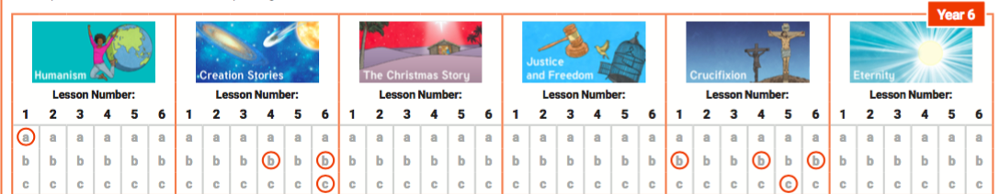 Year 6
Humanism Creation Stories The Christmas Story Justice and Freedom Crucifixion Eternity
Lesson Number: Lesson Number: Lesson Number: Lesson Number: Lesson Number: Lesson Number:
1 2 3 4 5 6 1 2 3 4 5 6 1 2 3 4 5 6 1 2 3 4 5 6 1 2 3 4 5 6 1 2 3 4 5 6
a a a a a a a a a a a a a a a a a a a a a a a a a a a a a a a a a a a a
b b b b b b b b b b b b b b b b b b b b b b b b b b b b b b b b b b b b
c c c c c c c c c c c c c c c c c c c c c c c c c c c c c c c c c c c c